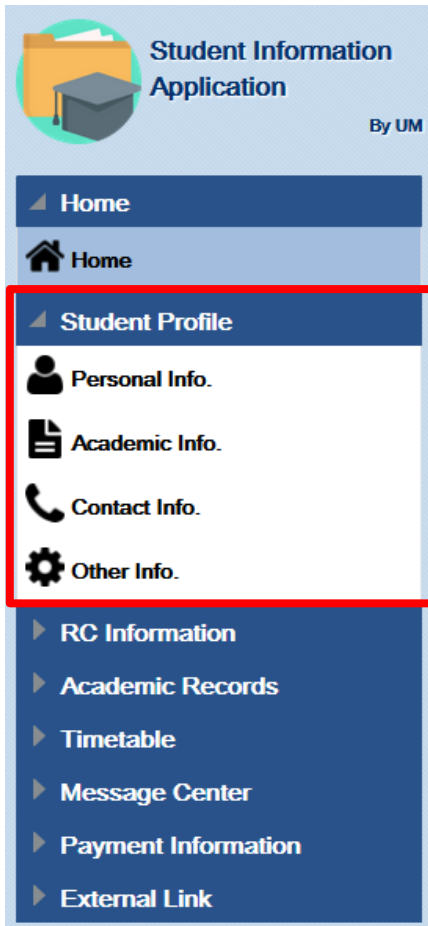 Student Information
Application
By UM
Home
Home
Student Profile
Personal Info.
Academic Info.
Contact Info.
Other Info.
RC Information
Academic Records
Timetable
Message Center
Payment Information
External Link